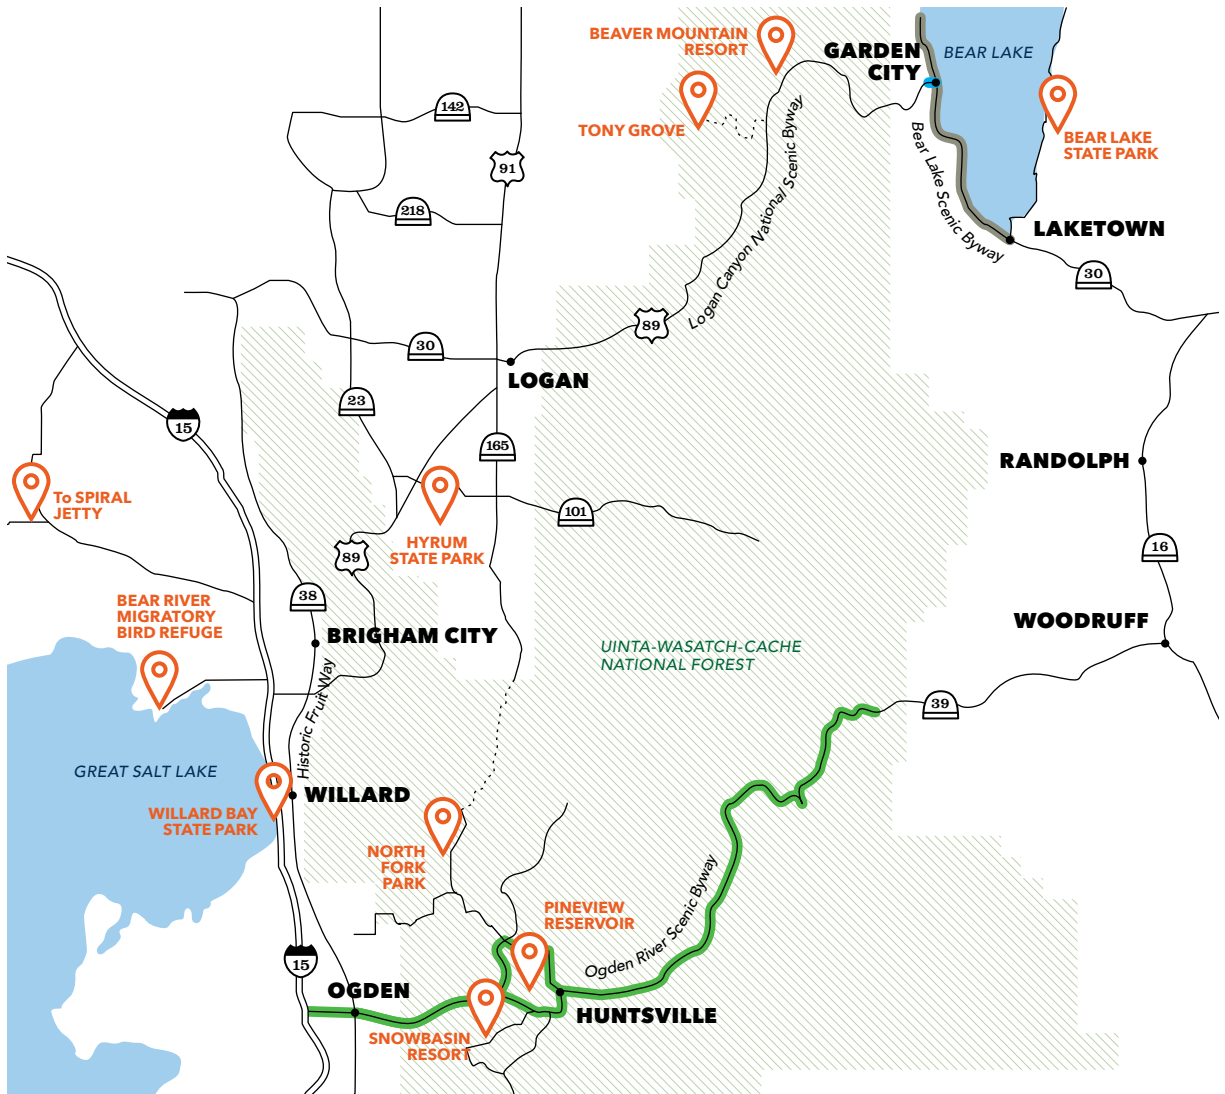 BEAVER MOUNTAIN
RESORT
GARDEN
CITY
BEAR LAKE
142
TONY GROVE
Logan Canyon National Scenic Byway
Bear Lake Scenic Byway
BEAR LAKE
STATE PARK
91
218
LAKETOWN
30
89
30
LOGAN
23
15
165
RANDOLPH
To SPIRAL
JETTY
101
HYRUM
STATE PARK
89
16
38
BEAR RIVER
MIGRATORY
BIRD REFUGE
BRIGHAM CITY
WOODRUFF
UINTA-WASATCH-CACHE
NATIONAL FOREST
Historic Fruit Way
39
GREAT SALT LAKE
WILLARD
WILLARD BAY
STATE PARK
NORTH
FORK
PARK
PINEVIEW
RESERVOIR
Ogden River Scenic Byway
15
OGDEN
HUNTSVILLE
SNOWBASIN
RESORT